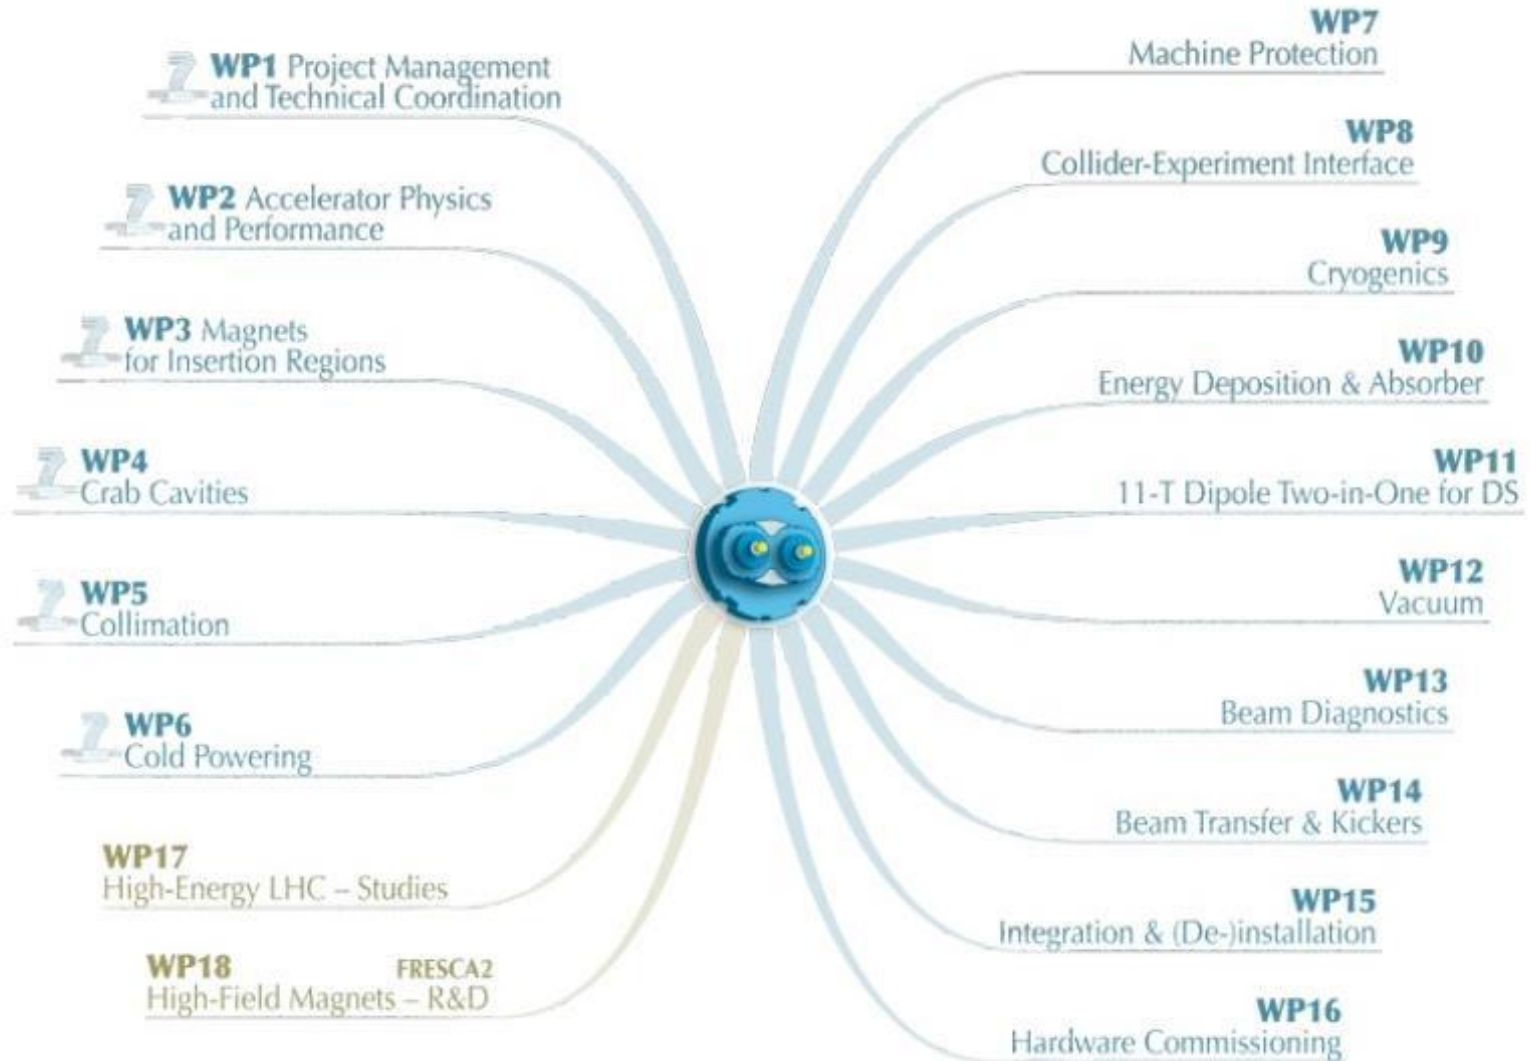 WP1 Project Management
and Technical Coordination
WP2 Accelerator Physics
and Performance
WP3 Magnets
for Insertion Regions
WP4
Crab Cavities
WP5
Collimation
WP6
Cold Powering
WP17
High-Energy LHC – Studies
WP18 FRESCA2
High-Field Magnets – R&D
WP7
Machine Protection
WP8
Collider-Experiment Interface
WP9
Cryogenics
WP10
Energy Deposition & Absorber
WP11
11-T Dipole Two-in-One for DS
WP12
Vacuum
WP13
Beam Diagnostics
WP14
Beam Transfer & Kickers
WP15
Integration & (De-)installation
WP16
Hardware Commissioning